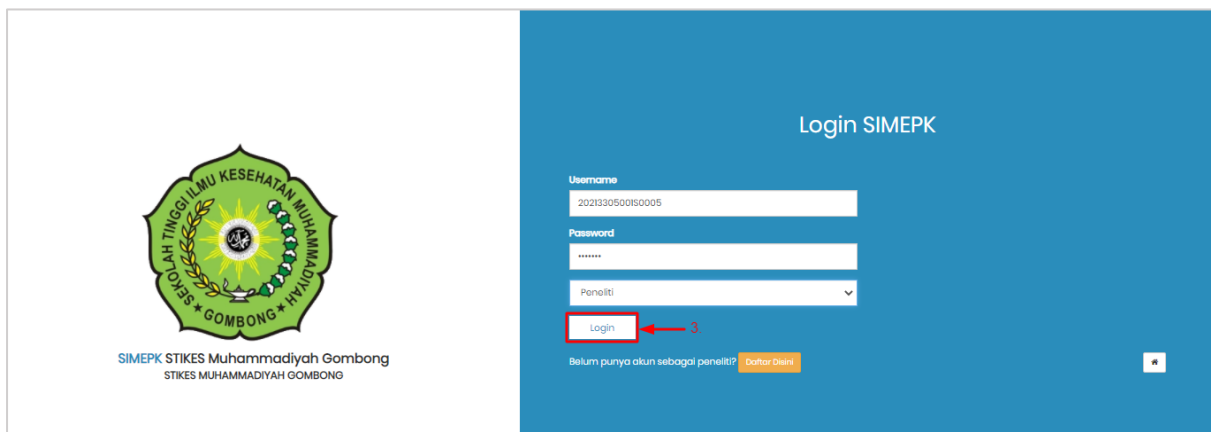 SEKOLAH TINGGI ILMU KESEHATAN MUHAMMADIYAH
GOMBONG
SIMEPK STIKES Muhammadiyah Gombong
STIKES MUHAMMADIYAH GOMBONG
Login SIMEPK
Username
2021330500150005
Password
•••••••
Peneliti
Login
3.
Belum punya akun sebagai peneliti? Daftar Disini